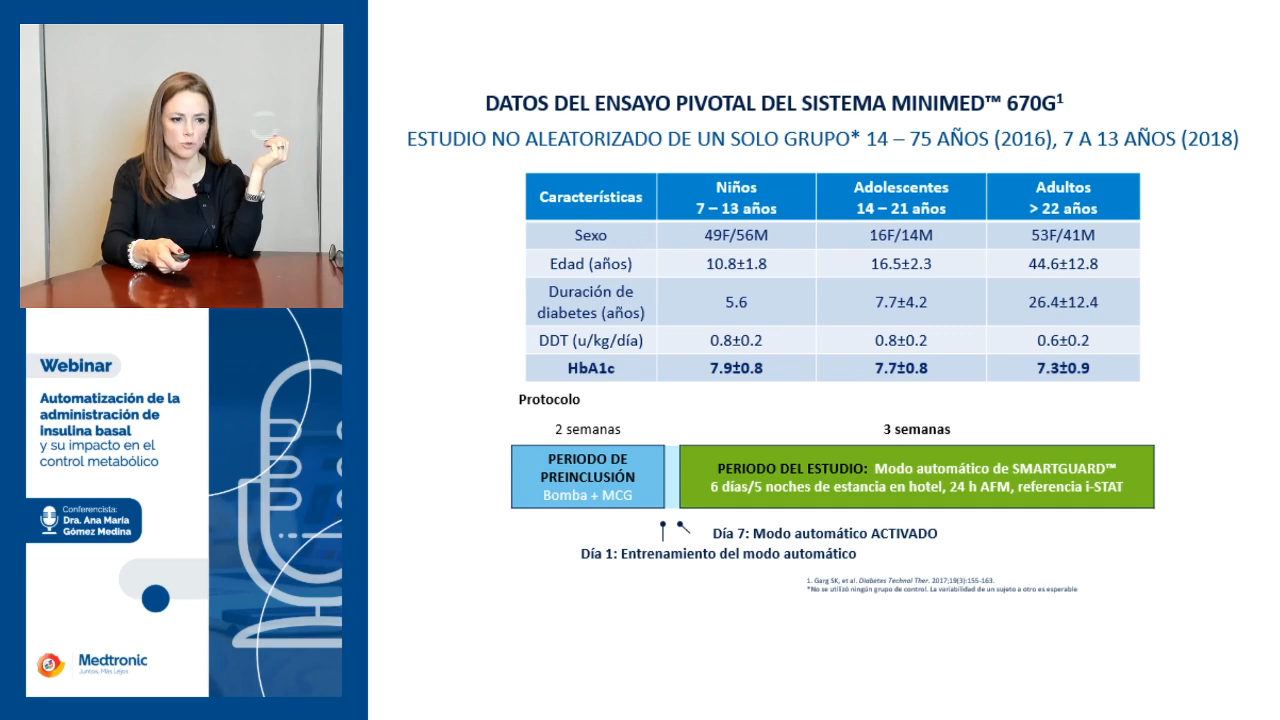 Webinar
Automatización de la
administración de
insulina basal
y su impacto en el
control metabólico
Conferencista:
Dra. Ana María
Gómez Medina
Medtronic
Juntos, Más Lejos
DATOS DEL ENSAYO PIVOTAL DEL SISTEMA MINIMED™ 670G¹
ESTUDIO NO ALEATORIZADO DE UN SOLO GRUPO* 14 – 75 AÑOS (2016), 7 A 13 AÑOS (2018)
Características Niños 7 – 13 años Adolescentes 14 – 21 años Adultos > 22 años
Sexo 49F/56M 16F/14M 53F/41M
Edad (años) 10.8±1.8 16.5±2.3 44.6±12.8
Duración de diabetes (años) 5.6 7.7±4.2 26.4±12.4
DDT (u/kg/día) 0.8±0.2 0.8±0.2 0.6±0.2
HbA1c 7.9±0.8 7.7±0.8 7.3±0.9
Protocolo
2 semanas 3 semanas
PERIODO DE
PREINCLUSIÓN
Bomba + MCG
PERIODO DEL ESTUDIO: Modo automático de SMARTGUARD™
6 días/5 noches de estancia en hotel, 24 h AFM, referencia i-STAT
Día 7: Modo automático ACTIVADO
Día 1: Entrenamiento del modo automático
1. Garg SK, et al. Diabetes Technol Ther. 2017;19(3):155-163.
*No se utilizó ningún grupo de control. La variabilidad de un sujeto a otro es esperable